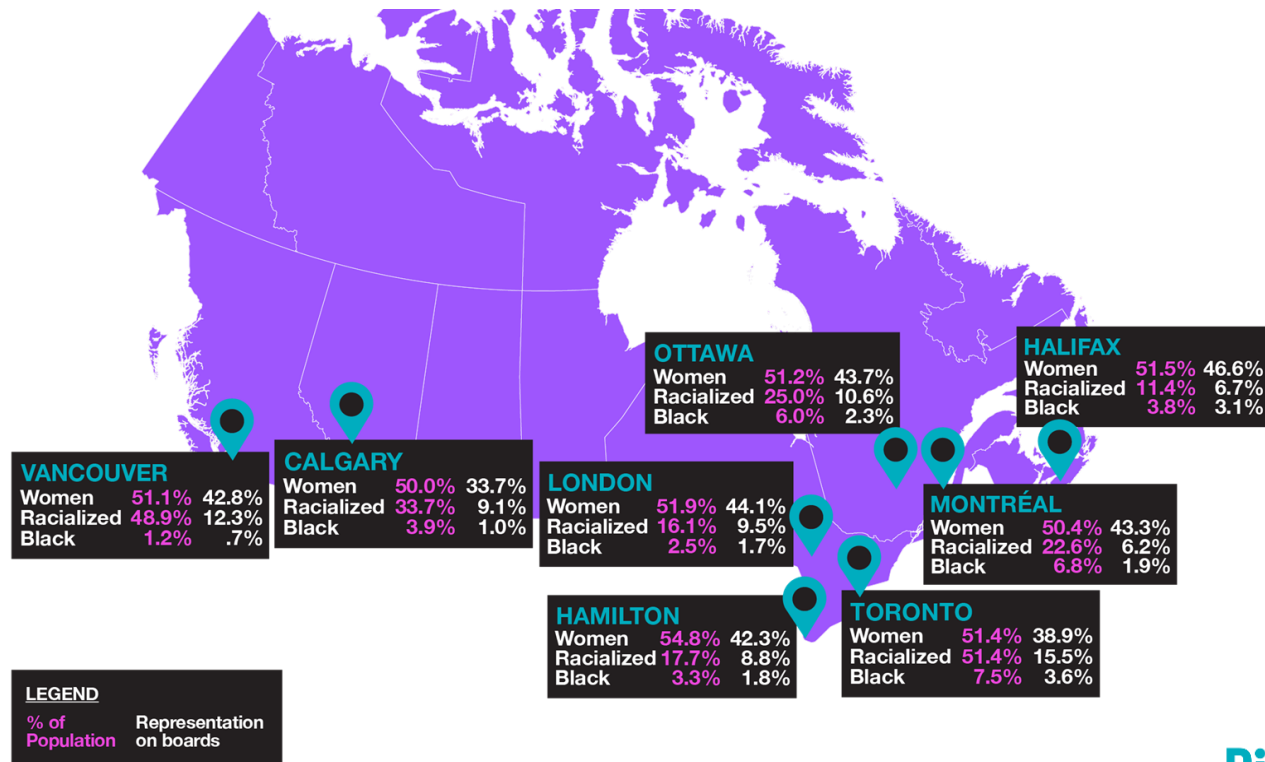 OTTAWA
Women 51.2% 43.7%
Racialized 25.0% 10.6%
Black 6.0% 2.3%
HALIFAX
Women 51.5% 46.6%
Racialized 11.4% 6.7%
Black 3.8% 3.1%
VANCOUVER
Women 51.1% 42.8%
Racialized 48.9% 12.3%
Black 1.2% .7%
CALGARY
Women 50.0% 33.7%
Racialized 33.7% 9.1%
Black 3.9% 1.0%
LONDON
Women 51.9% 44.1%
Racialized 16.1% 9.5%
Black 2.5% 1.7%
MONTRÉAL
Women 50.4% 43.3%
Racialized 22.6% 6.2%
Black 6.8% 1.9%
HAMILTON
Women 54.8% 42.3%
Racialized 17.7% 8.8%
Black 3.3% 1.8%
TORONTO
Women 51.4% 38.9%
Racialized 51.4% 15.5%
Black 7.5% 3.6%
LEGEND
% of Representation
Population on boards